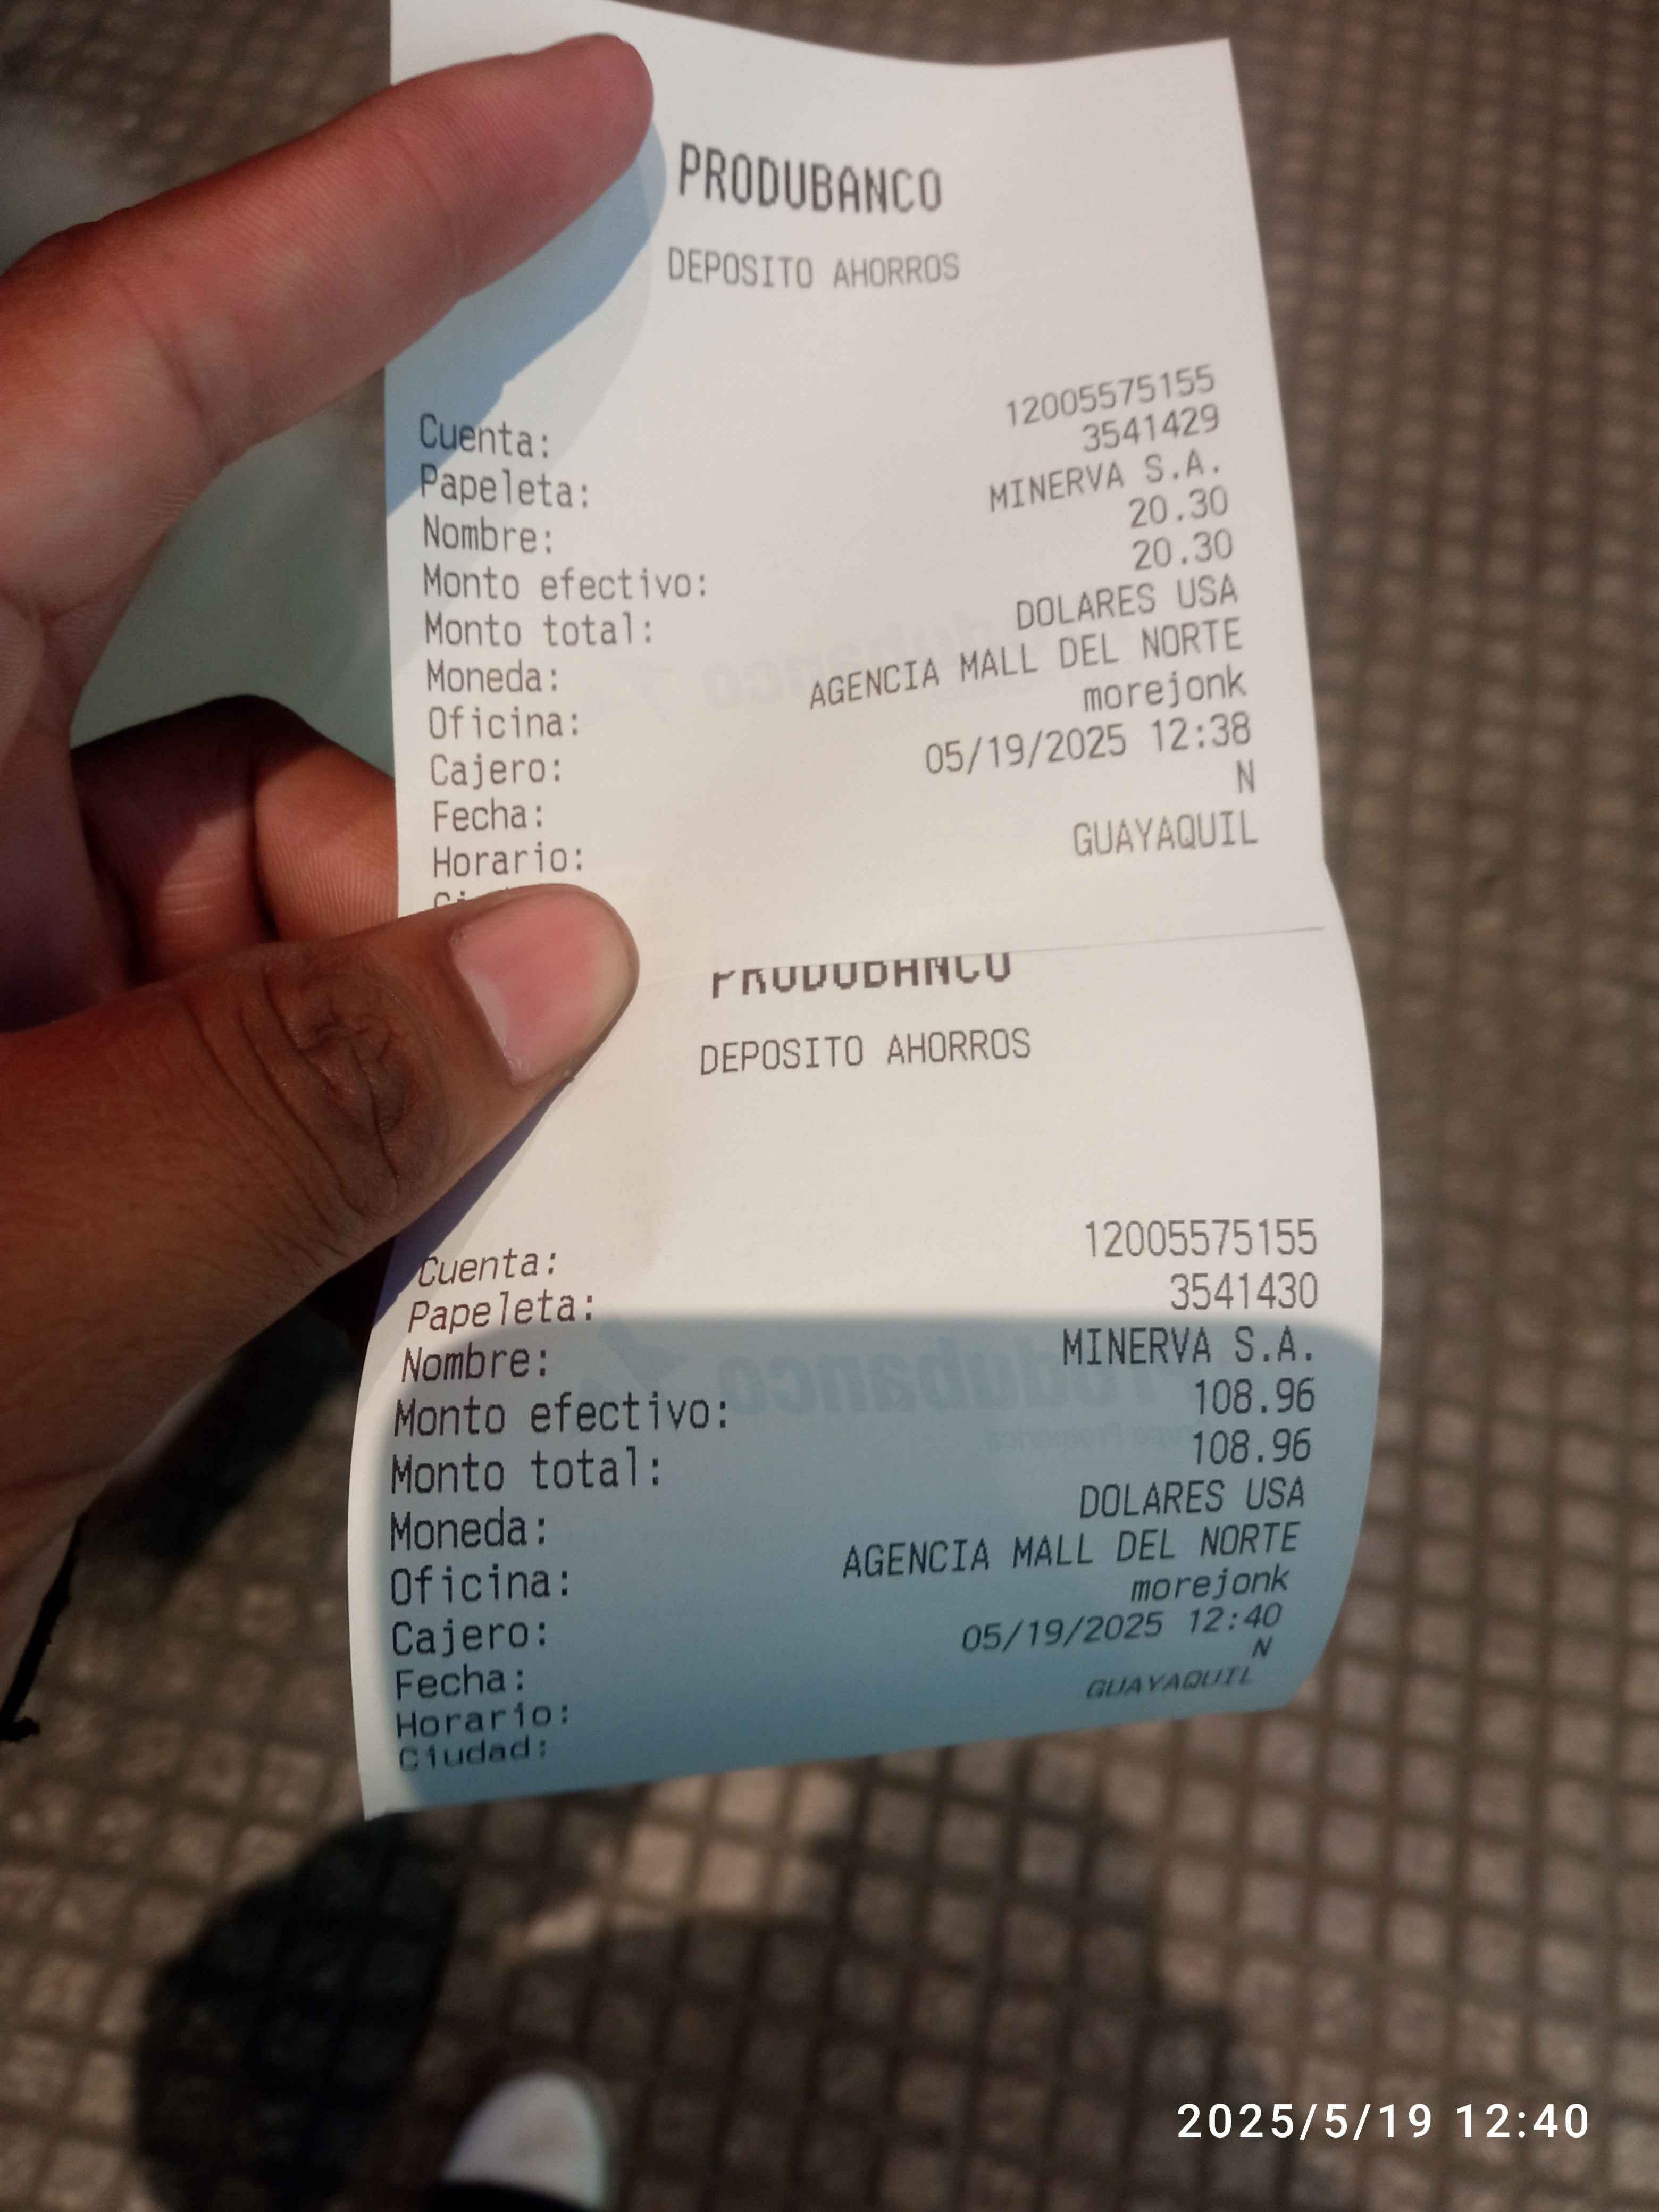 PRODUBANCO
DEPOSITO AHORROS
Cuenta: 12005575155
Papeleta: 3541429
Nombre: MINERVA S.A.
Monto efectivo: 20.30
Monto total: 20.30
Moneda: DOLARES USA
Oficina: AGENCIA MALL DEL NORTE
Cajero: morejonk
Fecha: 05/19/2025 12:38
Horario: N
GUAYAQUIL
PRODUBANCO
DEPOSITO AHORROS
Cuenta: 12005575155
Papeleta: 3541430
Nombre: MINERVA S.A.
Monto efectivo: 108.96
Monto total: 108.96
Moneda: DOLARES USA
Oficina: AGENCIA MALL DEL NORTE
Cajero: morejonk
Fecha: 05/19/2025 12:40
Horario: N
Ciudad: GUAYAQUIL
2025/5/19 12:40